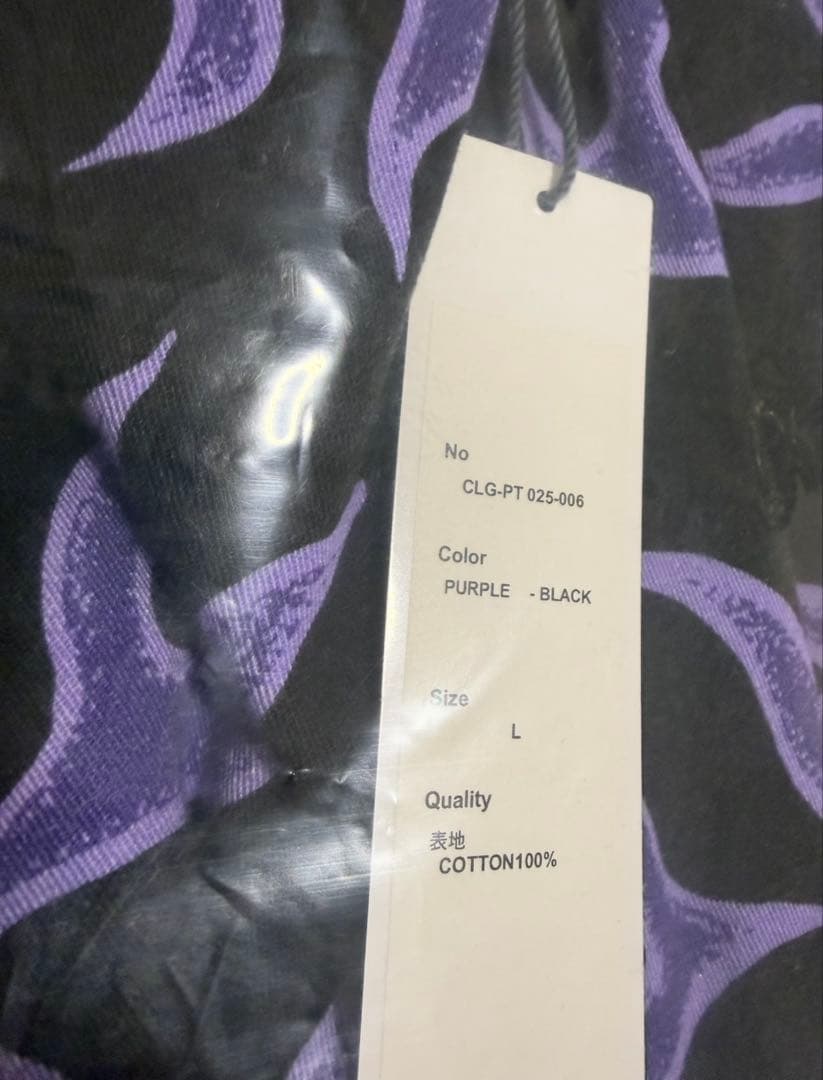 No
CLG-PT 025-006
Color
PURPLE - BLACK
Size
L
Quality
表地
COTTON100%